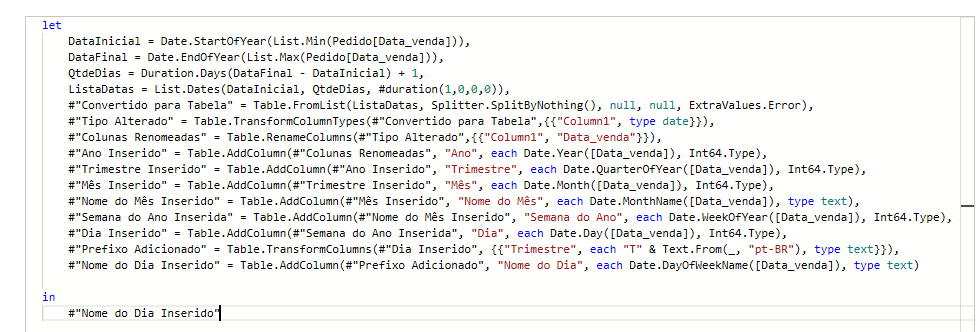 let
DataInicial = Date.StartOfYear(List.Min(Pedido[Data_venda])),
DataFinal = Date.EndOfYear(List.Max(Pedido[Data_venda])),
QtdeDias = Duration.Days(DataFinal - DataInicial) + 1,
ListaDatas = List.Dates(DataInicial, QtdeDias, #duration(1,0,0,0)),
#"Convertido para Tabela" = Table.FromList(ListaDatas, Splitter.SplitByNothing(), null, null, ExtraValues.Error),
#"Tipo Alterado" = Table.TransformColumnTypes(#"Convertido para Tabela",{{"Column1", type date}}),
#"Colunas Renomeadas" = Table.RenameColumns(#"Tipo Alterado",{{"Column1", "Data_venda"}}),
#"Ano Inserido" = Table.AddColumn(#"Colunas Renomeadas", "Ano", each Date.Year([Data_venda]), Int64.Type),
#"Trimestre Inserido" = Table.AddColumn(#"Ano Inserido", "Trimestre", each Date.QuarterOfYear([Data_venda]), Int64.Type),
#"Mês Inserido" = Table.AddColumn(#"Trimestre Inserido", "Mês", each Date.Month([Data_venda]), Int64.Type),
#"Nome do Mês Inserido" = Table.AddColumn(#"Mês Inserido", "Nome do Mês", each Date.MonthName([Data_venda]), type text),
#"Semana do Ano Inserida" = Table.AddColumn(#"Nome do Mês Inserido", "Semana do Ano", each Date.WeekOfYear([Data_venda]), Int64.Type),
#"Dia Inserido" = Table.AddColumn(#"Semana do Ano Inserida", "Dia", each Date.Day([Data_venda]), Int64.Type),
#"Prefixo Adicionado" = Table.TransformColumns(#"Dia Inserido", {{"Trimestre", each "T" & Text.From(_, "pt-BR"), type text}}),
#"Nome do Dia Inserido" = Table.AddColumn(#"Prefixo Adicionado", "Nome do Dia", each Date.DayOfWeekName([Data_venda]), type text)
in
#"Nome do Dia Inserido"